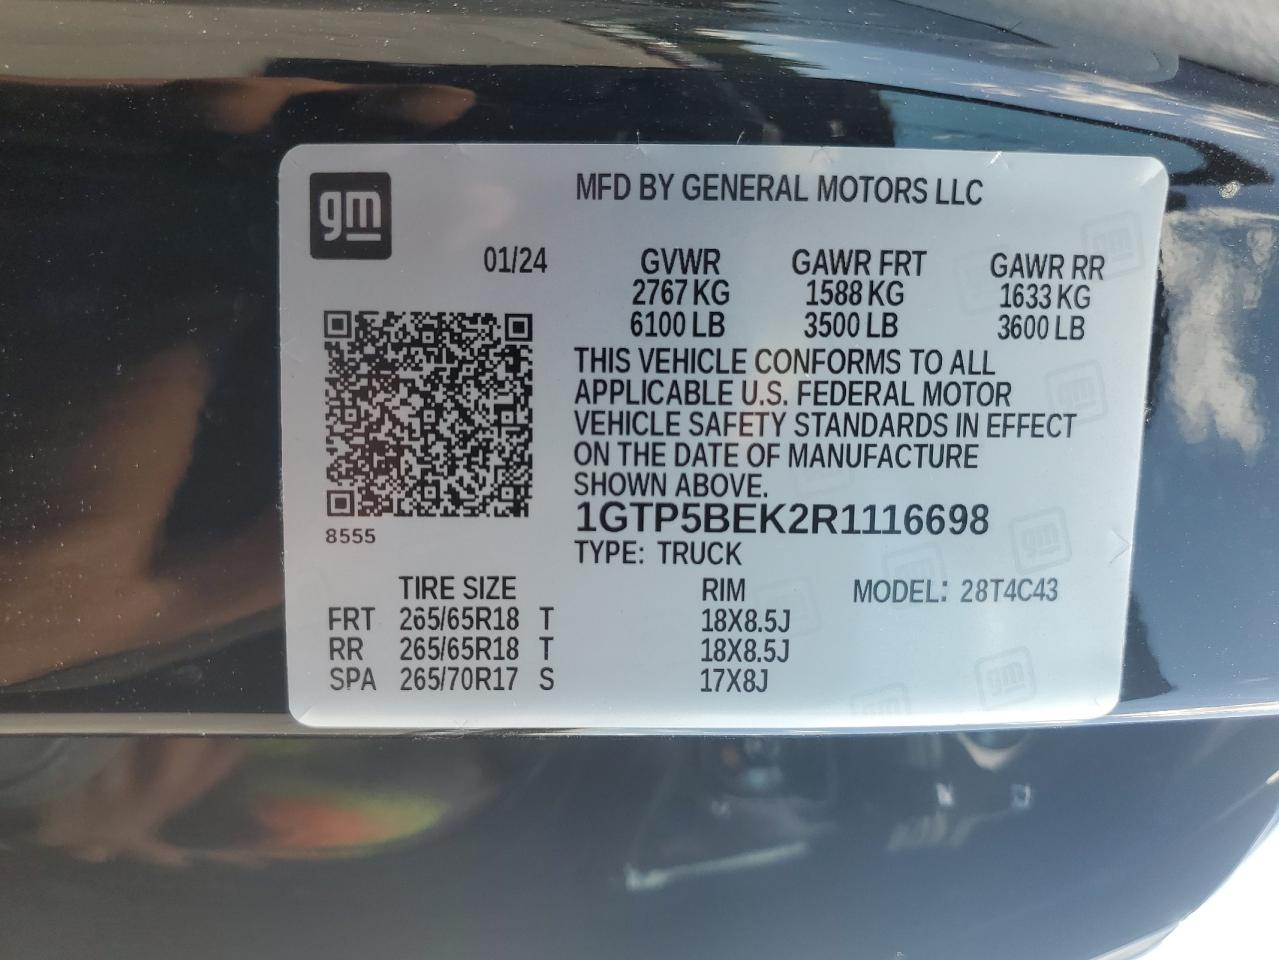 gm
MFD BY GENERAL MOTORS LLC
01/24 GVWR GAWR FRT GAWR RR
2767 KG 1588 KG 1633 KG
6100 LB 3500 LB 3600 LB
THIS VEHICLE CONFORMS TO ALL
APPLICABLE U.S. FEDERAL MOTOR
VEHICLE SAFETY STANDARDS IN EFFECT
ON THE DATE OF MANUFACTURE
SHOWN ABOVE.
1GTP5BEK2R1116698
8555
TYPE: TRUCK
TIRE SIZE RIM MODEL: 28T4C43
FRT 265/65R18 T 18X8.5J
RR 265/65R18 T 18X8.5J
SPA 265/70R17 S 17X8J